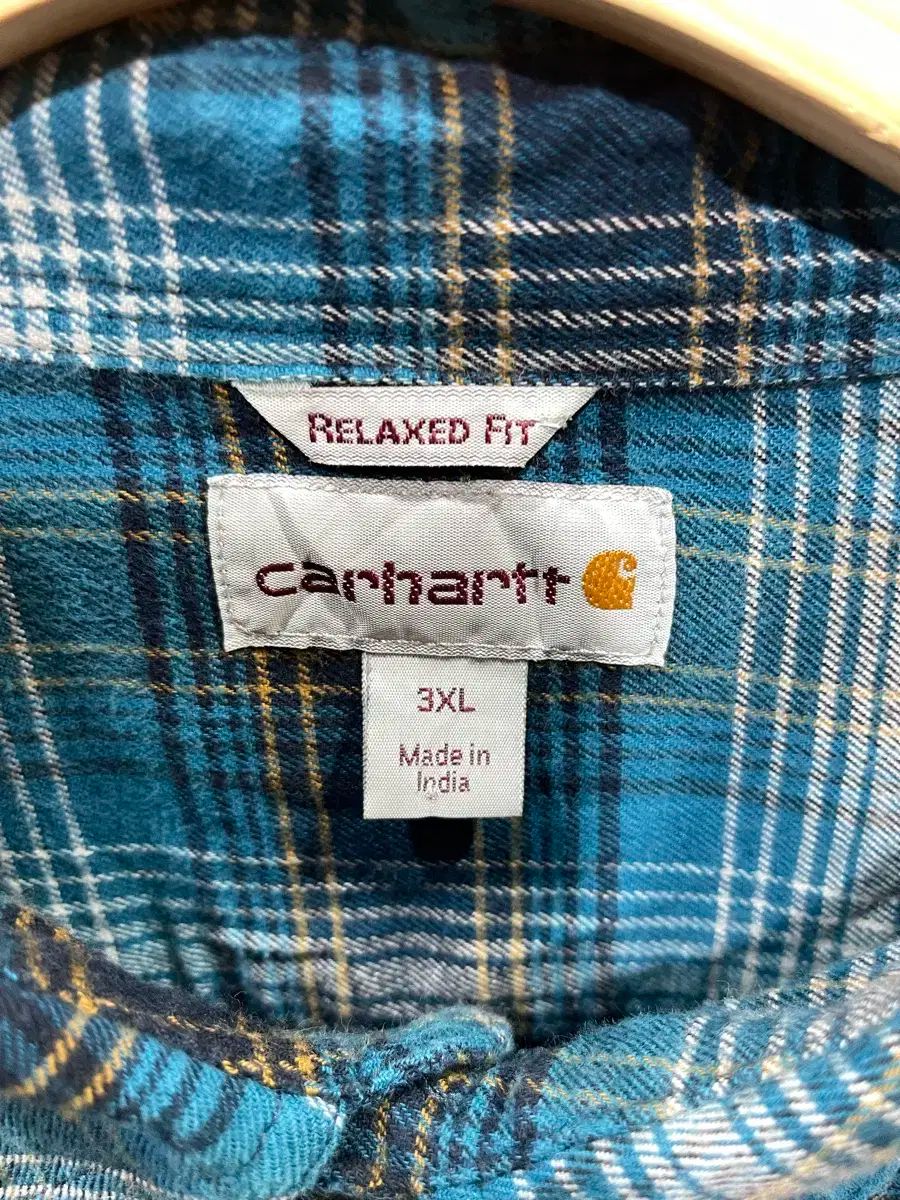 RELAXED FIT
carhartt
3XL
Made in
India